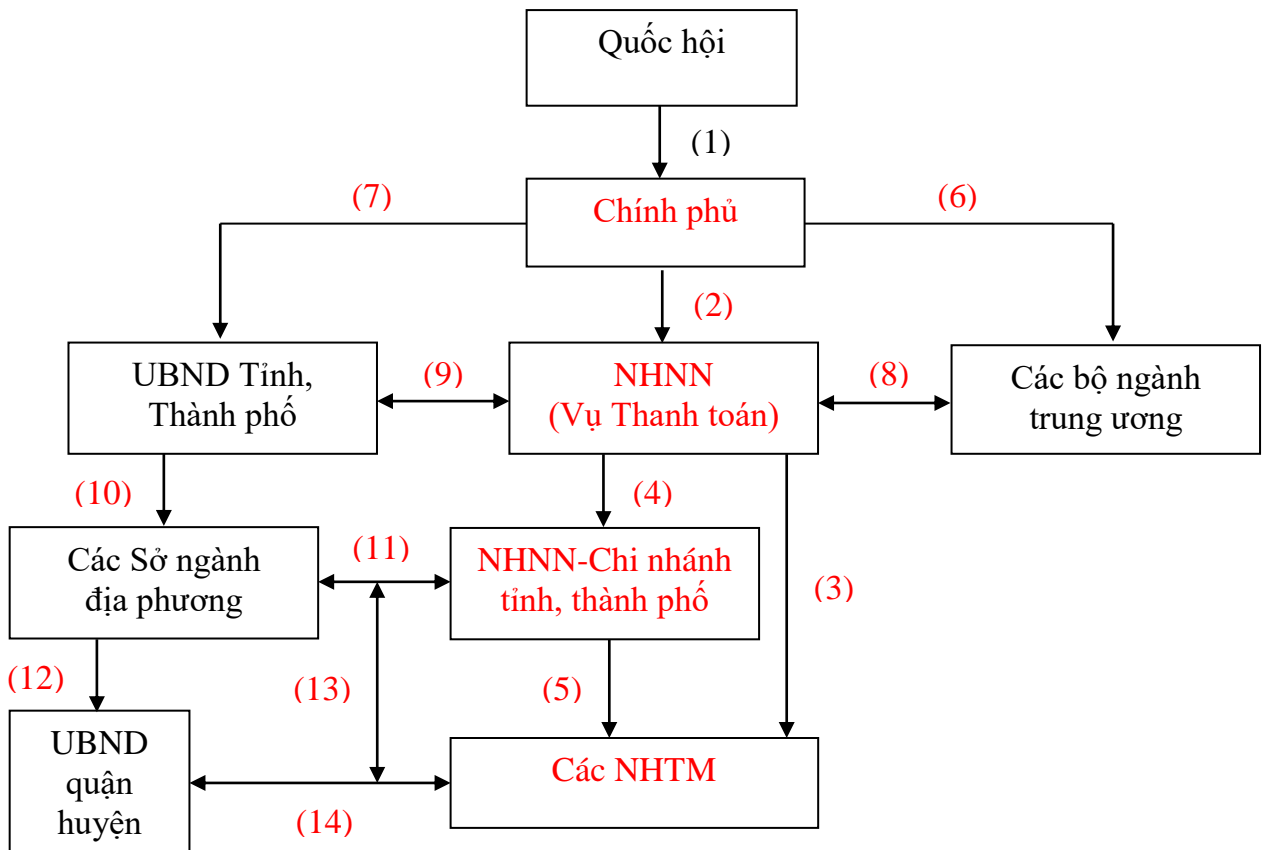 Quốc hội
(1)
(7)
Chính phủ
(6)
(2)
UBND Tỉnh,
Thành phố
(9)
NHNN
(Vụ Thanh toán)
(8)
Các bộ ngành
trung ương
(10)
(4)
Các Sở ngành
địa phương
(11)
NHNN-Chi nhánh
tỉnh, thành phố
(3)
(12)
(13)
(5)
UBND
quận
huyện
(14)
Các NHTM